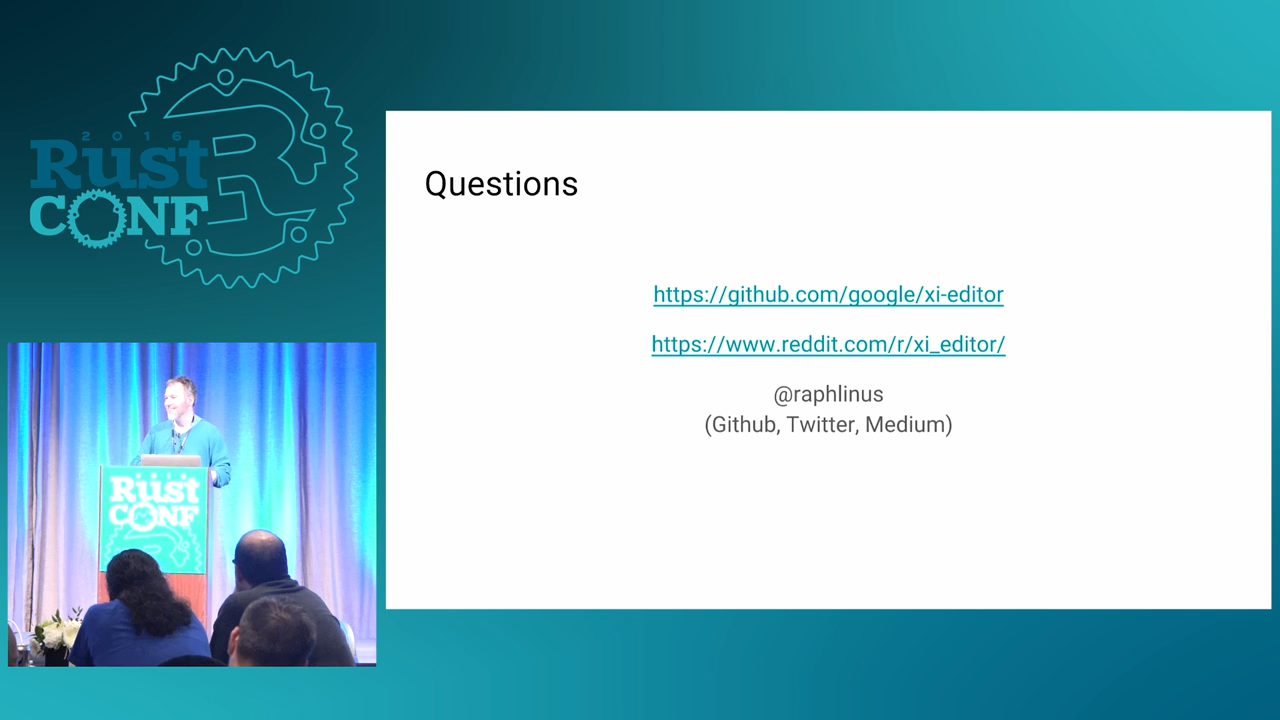 2016
Rust
CONF
Questions
https://github.com/google/xi-editor
https://www.reddit.com/r/xi_editor/
@raphlinus
(Github, Twitter, Medium)
Rust
CONF